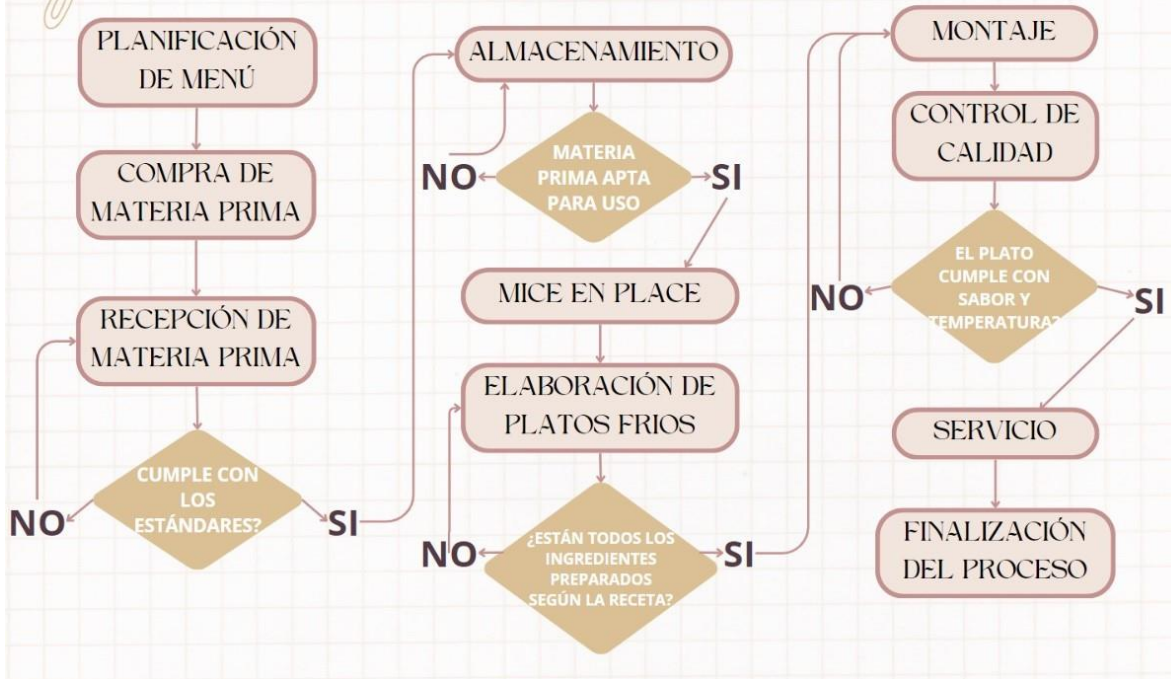 PLANIFICACIÓN
DE MENÚ
COMPRA DE
MATERIA PRIMA
RECEPCIÓN DE
MATERIA PRIMA
CUMPLE CON
LOS
ESTÁNDARES?
NO
SI
ALMACENAMIENTO
MATERIA
PRIMA APTA
PARA USO
NO
SI
MICE EN PLACE
ELABORACIÓN DE
PLATOS FRIOS
¿ESTÁN TODOS LOS
INGREDIENTES
PREPARADOS
SEGÚN LA RECETA?
NO
SI
MONTAJE
CONTROL DE
CALIDAD
EL PLATO
CUMPLE CON
SABOR Y
TEMPERATURA?
NO
SI
SERVICIO
FINALIZACIÓN
DEL PROCESO